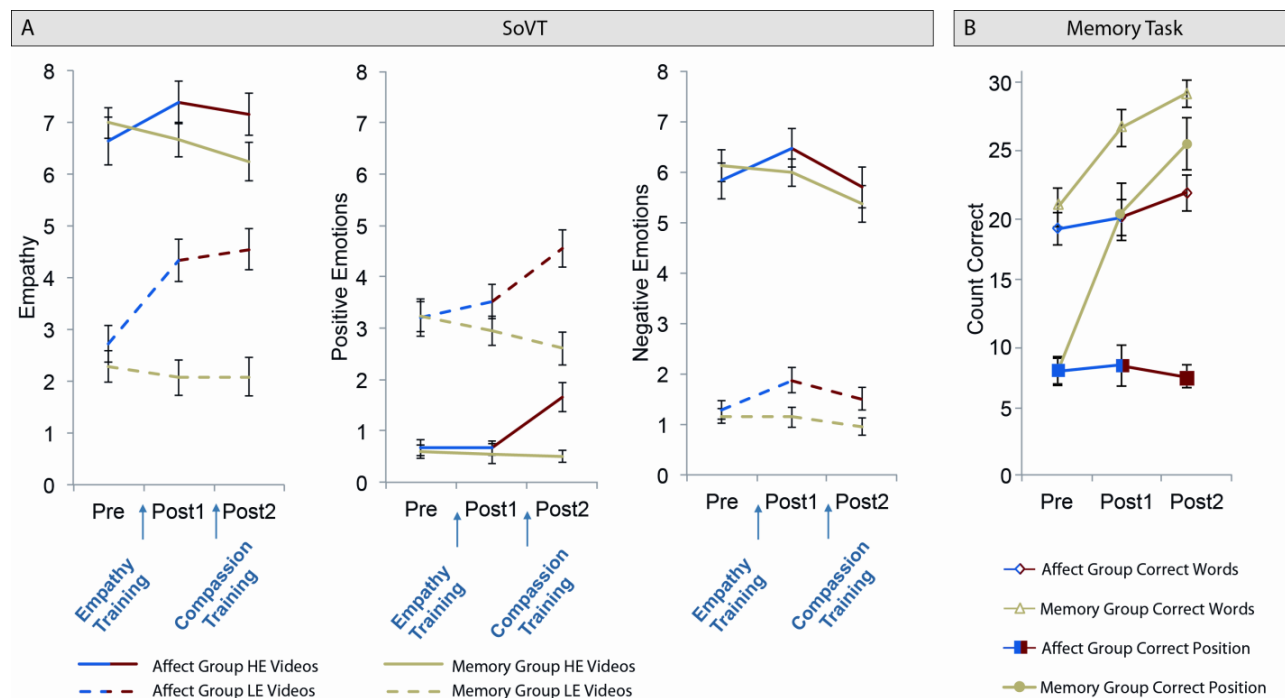 A
SoVT
B
Memory Task
8
7
6
5
4
3
2
1
0
Empathy
Pre
Post1
Post2
Empathy
Training
Compassion
Training
8
7
6
5
4
3
2
1
0
Positive Emotions
Pre
Post1
Post2
Empathy
Training
Compassion
Training
8
7
6
5
4
3
2
1
0
Negative Emotions
Pre
Post1
Post2
Empathy
Training
Compassion
Training
30
25
20
15
10
5
0
Count Correct
Pre
Post1
Post2
Affect Group HE Videos
Memory Group HE Videos
Affect Group LE Videos
Memory Group LE Videos
Affect Group Correct Words
Memory Group Correct Words
Affect Group Correct Position
Memory Group Correct Position